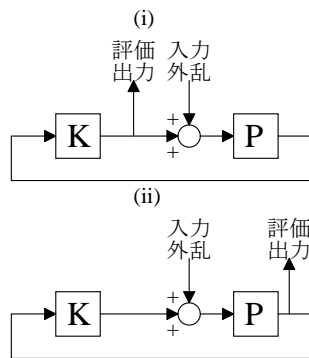 (i)
評価 入力
出力 外乱
+
K + P
(ii)
入力 評価
外乱 出力
+
K + P